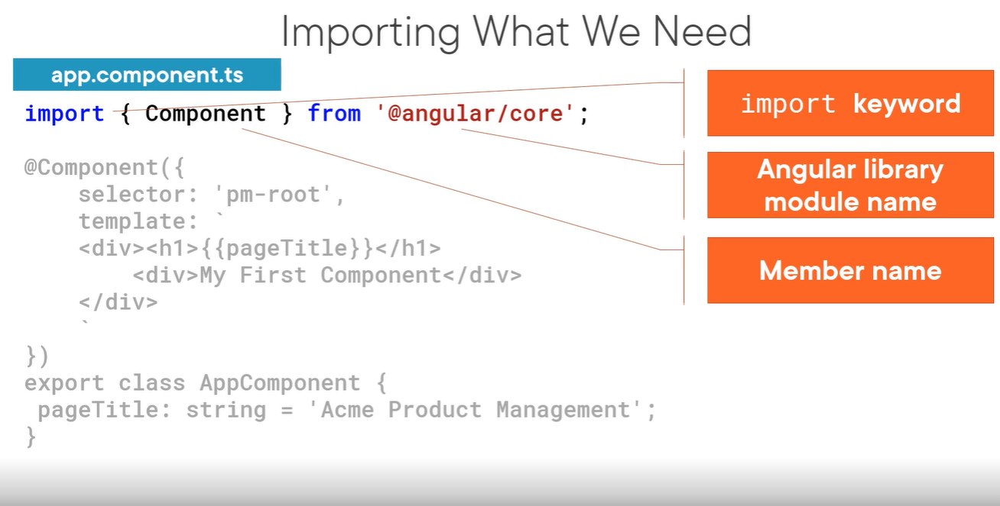 Importing What We Need
app.component.ts
import { Component } from '@angular/core';
@Component({
    selector: 'pm-root',
    template: `
    <div><h1>{{pageTitle}}</h1>
        <div>My First Component</div>
    </div>
    `
})
export class AppComponent {
 pageTitle: string = 'Acme Product Management';
}
import keyword
Angular library
module name
Member name